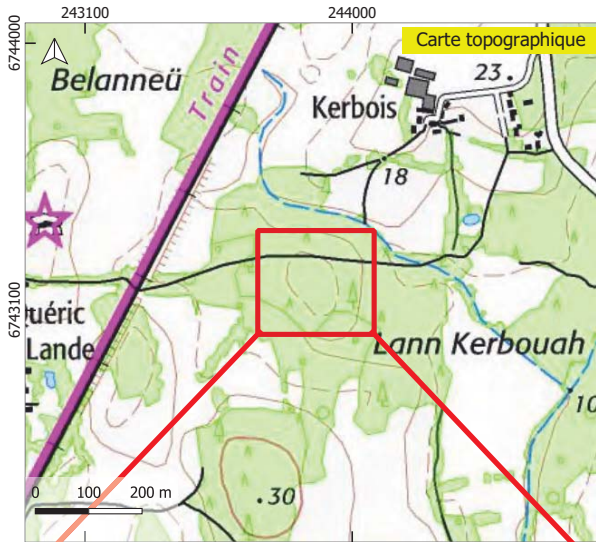 243100
244000
6744000
Carte topographique
Belanneü
Train
23
Kerbois
18
6743100
uéric
Lande
Lann Kerbouah
10
30
0 100 200 m